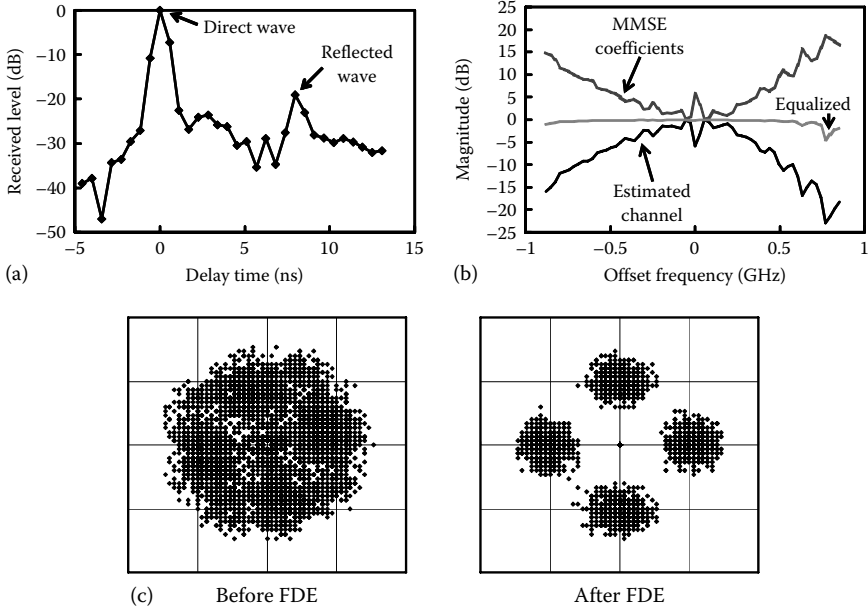 0
−10
−20
−30
−40
−50
Received level (dB)
Direct wave
Reflected
wave
−5
0
5
10
15
(a)
Delay time (ns)
25
20
15
10
5
0
−5
−10
−15
−20
−25
Magnitude (dB)
MMSE
coefficients
Equalized
Estimated
channel
−1
−0.5
0
0.5
1
(b)
Offset frequency (GHz)
(c)
Before FDE
After FDE